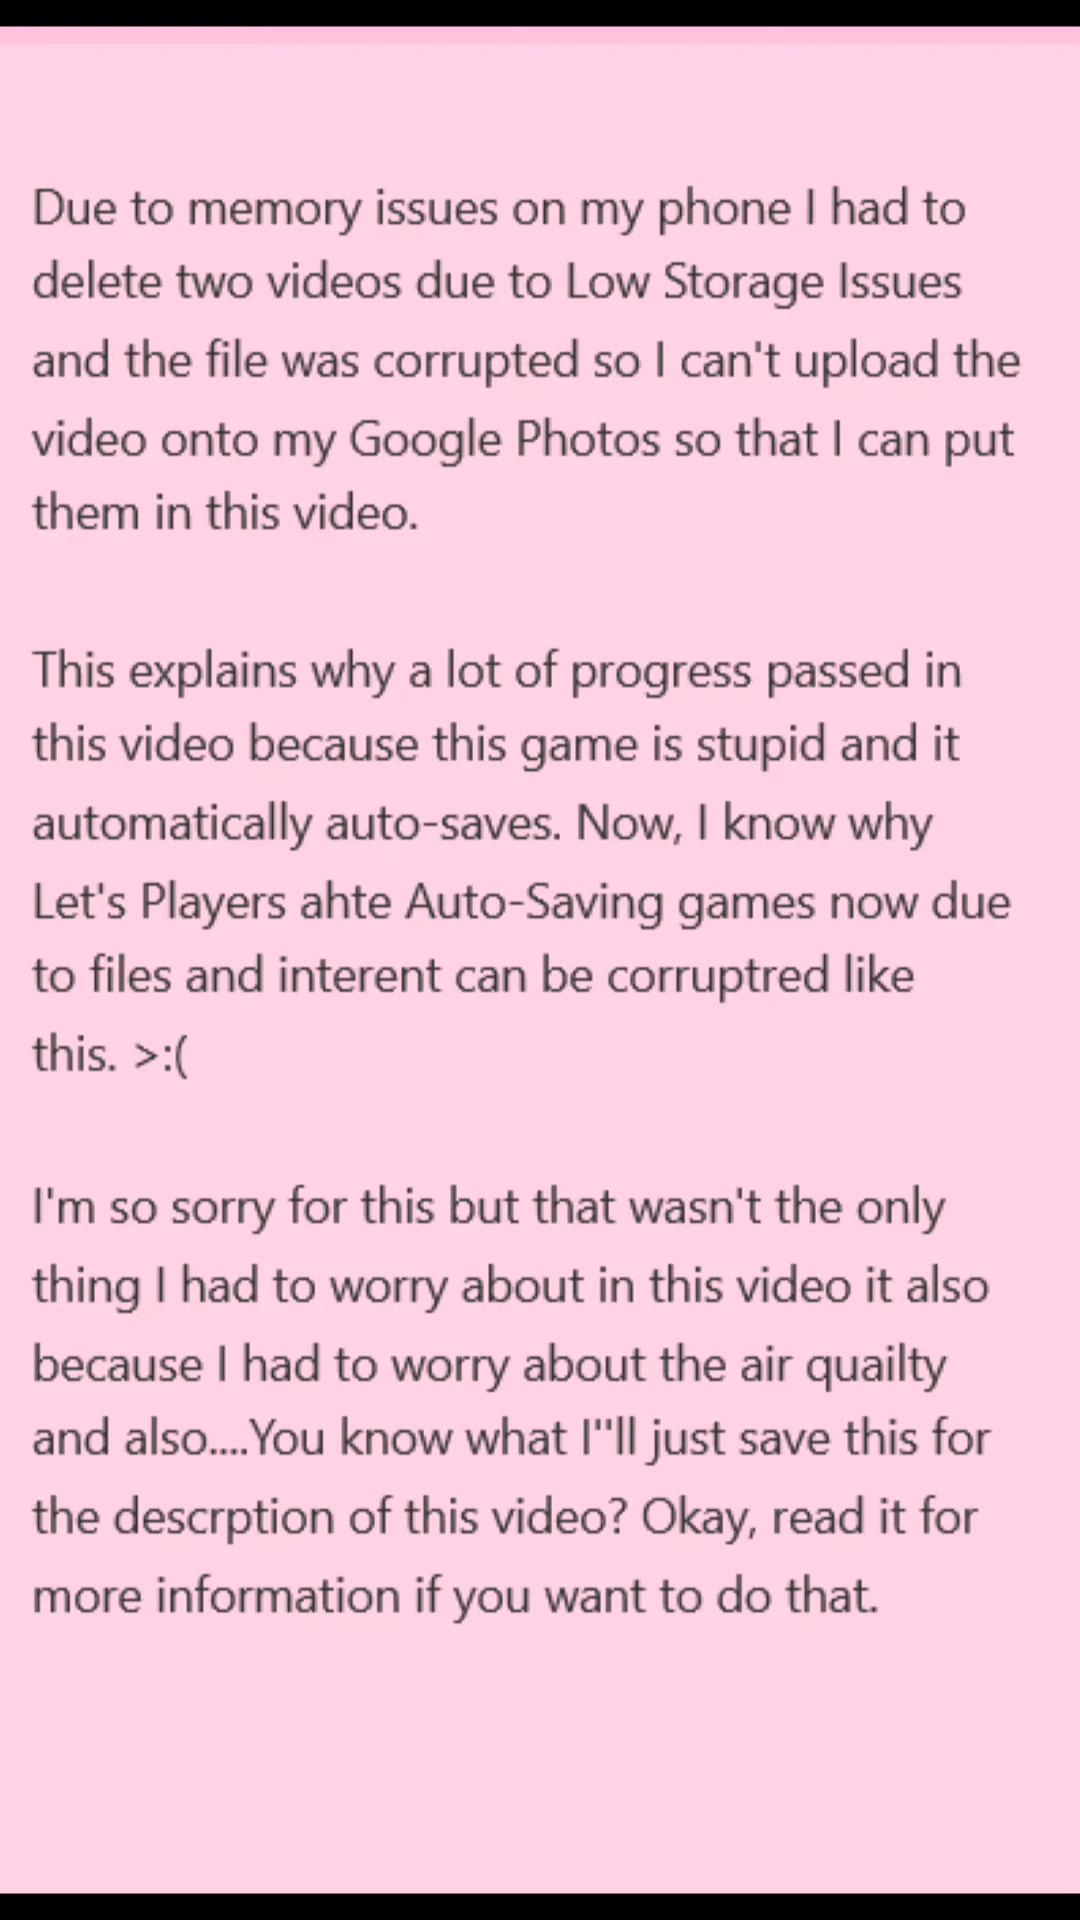 Due to memory issues on my phone I had to
delete two videos due to Low Storage Issues
and the file was corrupted so I can't upload the
video onto my Google Photos so that I can put
them in this video.
This explains why a lot of progress passed in
this video because this game is stupid and it
automatically auto-saves. Now, I know why
Let's Players ahte Auto-Saving games now due
to files and interent can be corruptred like
this. >:(
I'm so sorry for this but that wasn't the only
thing I had to worry about in this video it also
because I had to worry about the air quailty
and also....You know what I''ll just save this for
the descrption of this video? Okay, read it for
more information if you want to do that.